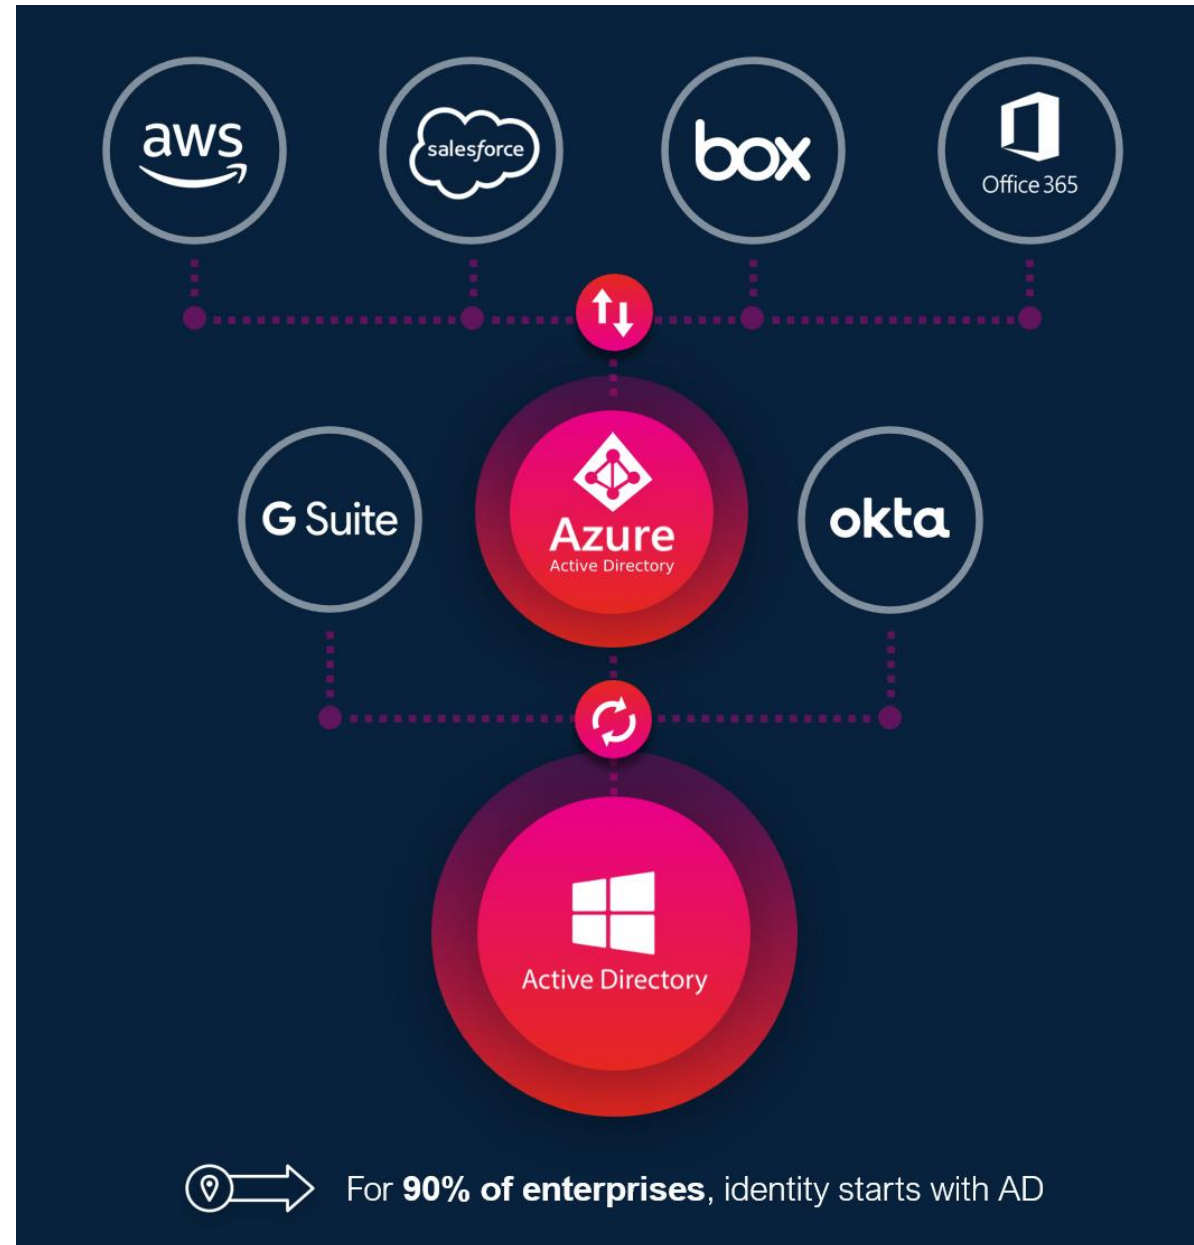 aws
salesforce
box
Office 365
G Suite
Azure
Active Directory
okta
Active Directory
For 90% of enterprises, identity starts with AD